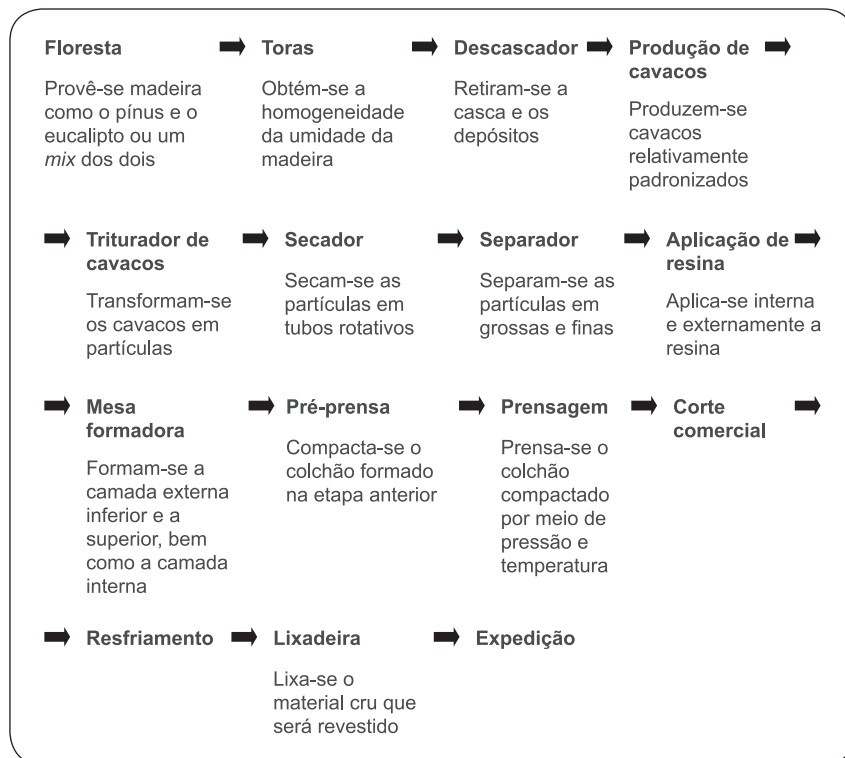 Floresta
Provê-se madeira
como o pínus e o
eucalipto ou um
mix dos dois
Toras
Obtém-se a
homogeneidade
da umidade da
madeira
Descascador
Retiram-se a
casca e os
depósitos
Produção de
cavacos
Produzem-se
cavacos
relativamente
padronizados
Triturador de
cavacos
Transformam-se
os cavacos em
partículas
Secador
Secam-se as
partículas em
tubos rotativos
Separador
Separam-se as
partículas em
grossas e finas
Aplicação de
resina
Aplica-se interna
e externamente a
resina
Mesa
formadora
Formam-se a
camada externa
inferior e a
superior, bem
como a camada
interna
Pré-prensa
Compacta-se o
colchão formado
na etapa anterior
Prensagem
Prensa-se o
colchão
compactado
por meio de
pressão e
temperatura
Corte
comercial
Resfriamento
Lixadeira
Lixa-se o
material cru que
será revestido
Expedição